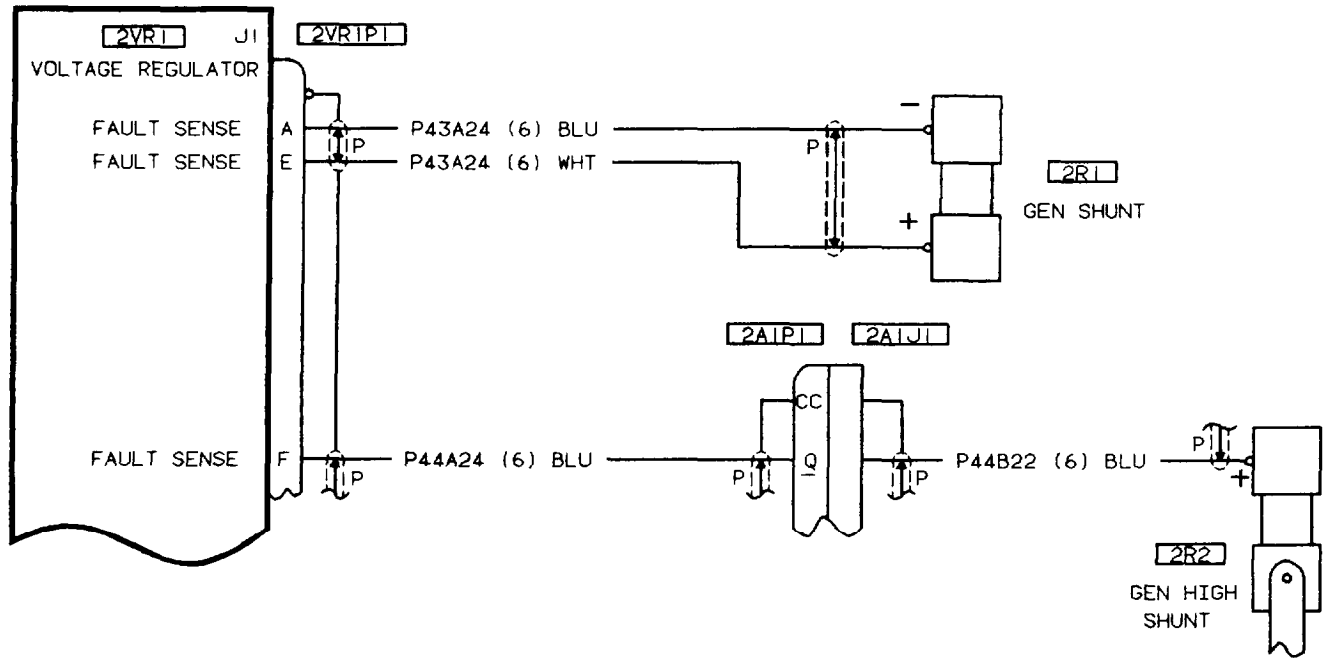 2VR1 J1 2VR1P1
VOLTAGE REGULATOR
FAULT SENSE A P43A24 (6) BLU
P
FAULT SENSE E P43A24 (6) WHT
P
−
+
2R1
GEN SHUNT
2A1P1 2A1J1
CC
FAULT SENSE F P44A24 (6) BLU
P
P
Q
P
P44B22 (6) BLU
P
+
2R2
GEN HIGH
SHUNT